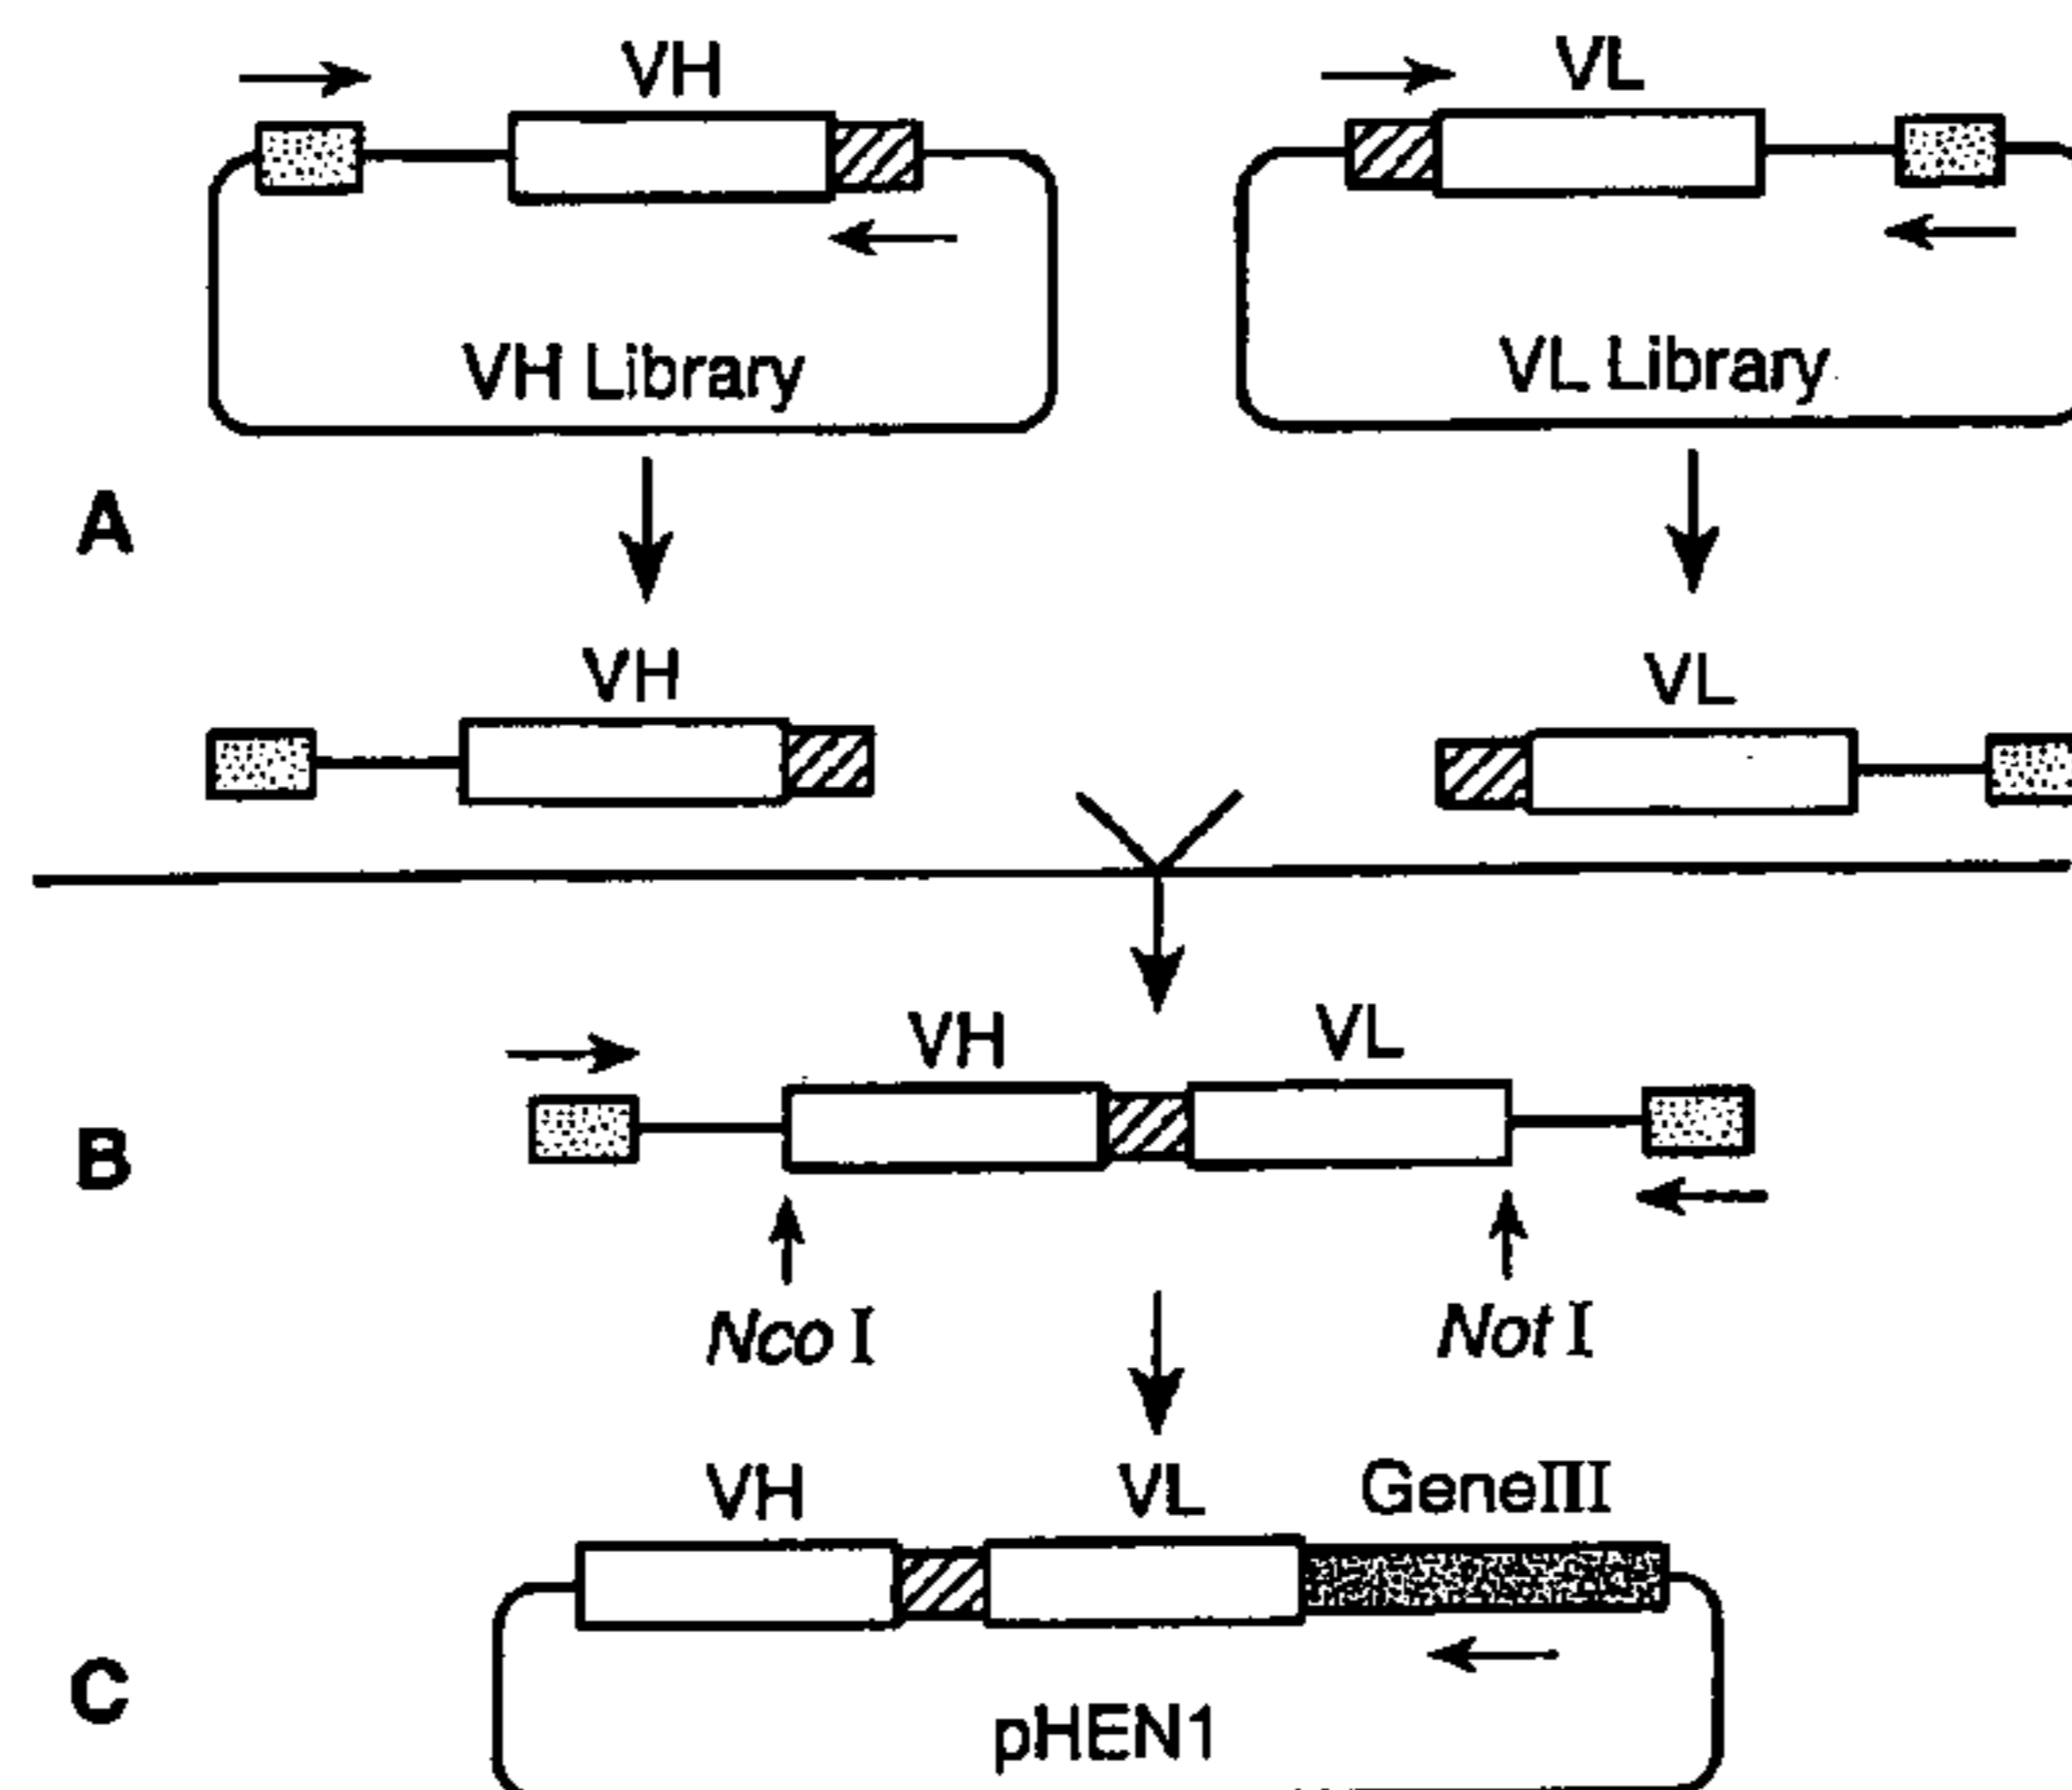 VH
VL
VH Library
VL Library
A
VH
VL
VH
VL
B
Nco I
Not I
VH
VL
GeneIII
C
pHEN1